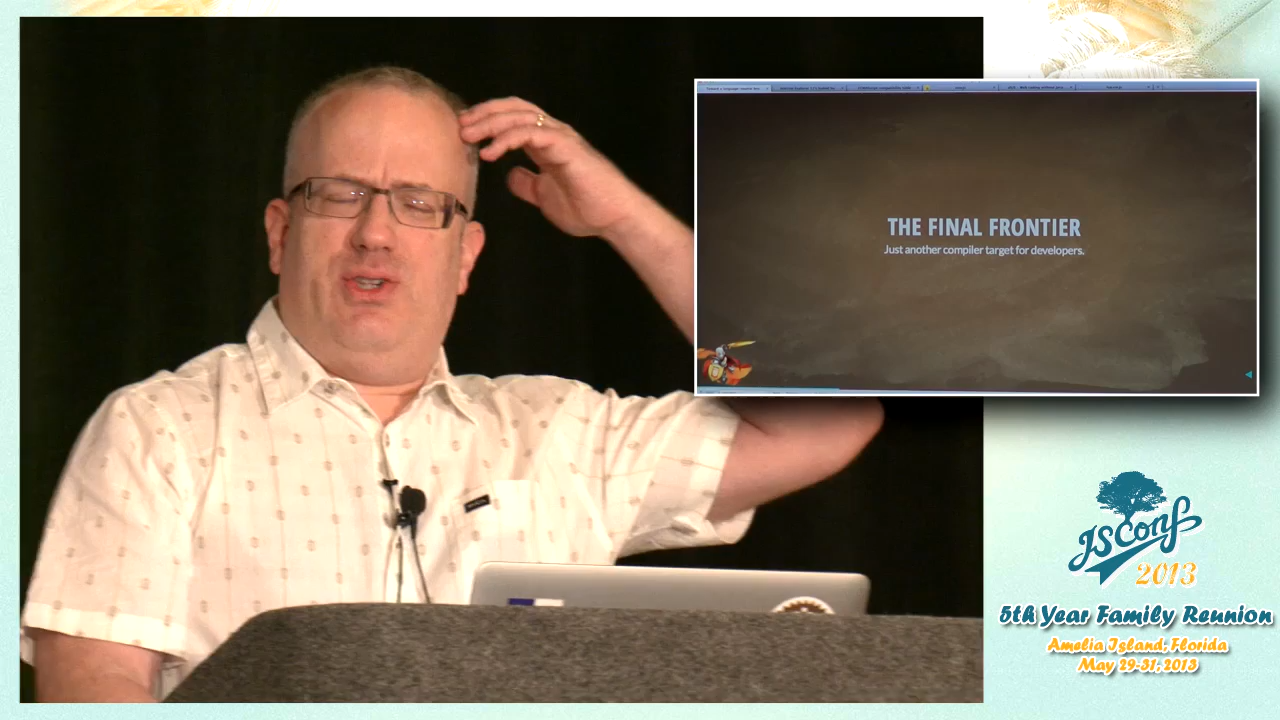 THE FINAL FRONTIER
Just another compiler target for developers.
JSConf
2013
5th Year Family Reunion
Amelia Island, Florida
May 29-31, 2013